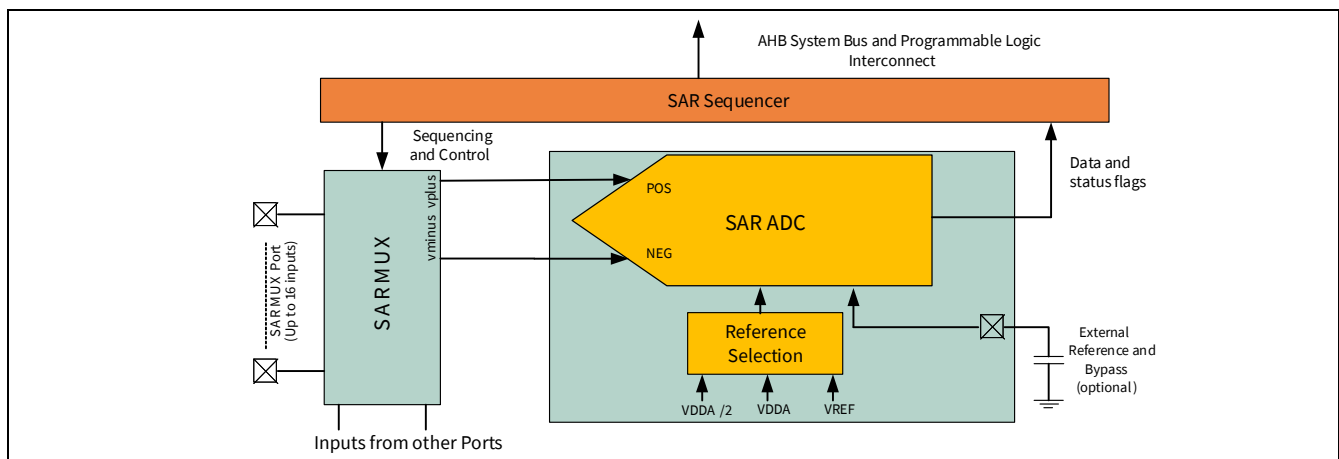 AHB System Bus and Programmable Logic
Interconnect
SAR Sequencer
Sequencing
and Control
Data and
status flags
vminus vplus
POS
NEG
SAR ADC
SARMUX
SARMUX Port
(Up to 16 inputs)
Reference
Selection
External
Reference and
Bypass
(optional)
VDDA /2
VDDA
VREF
Inputs from other Ports